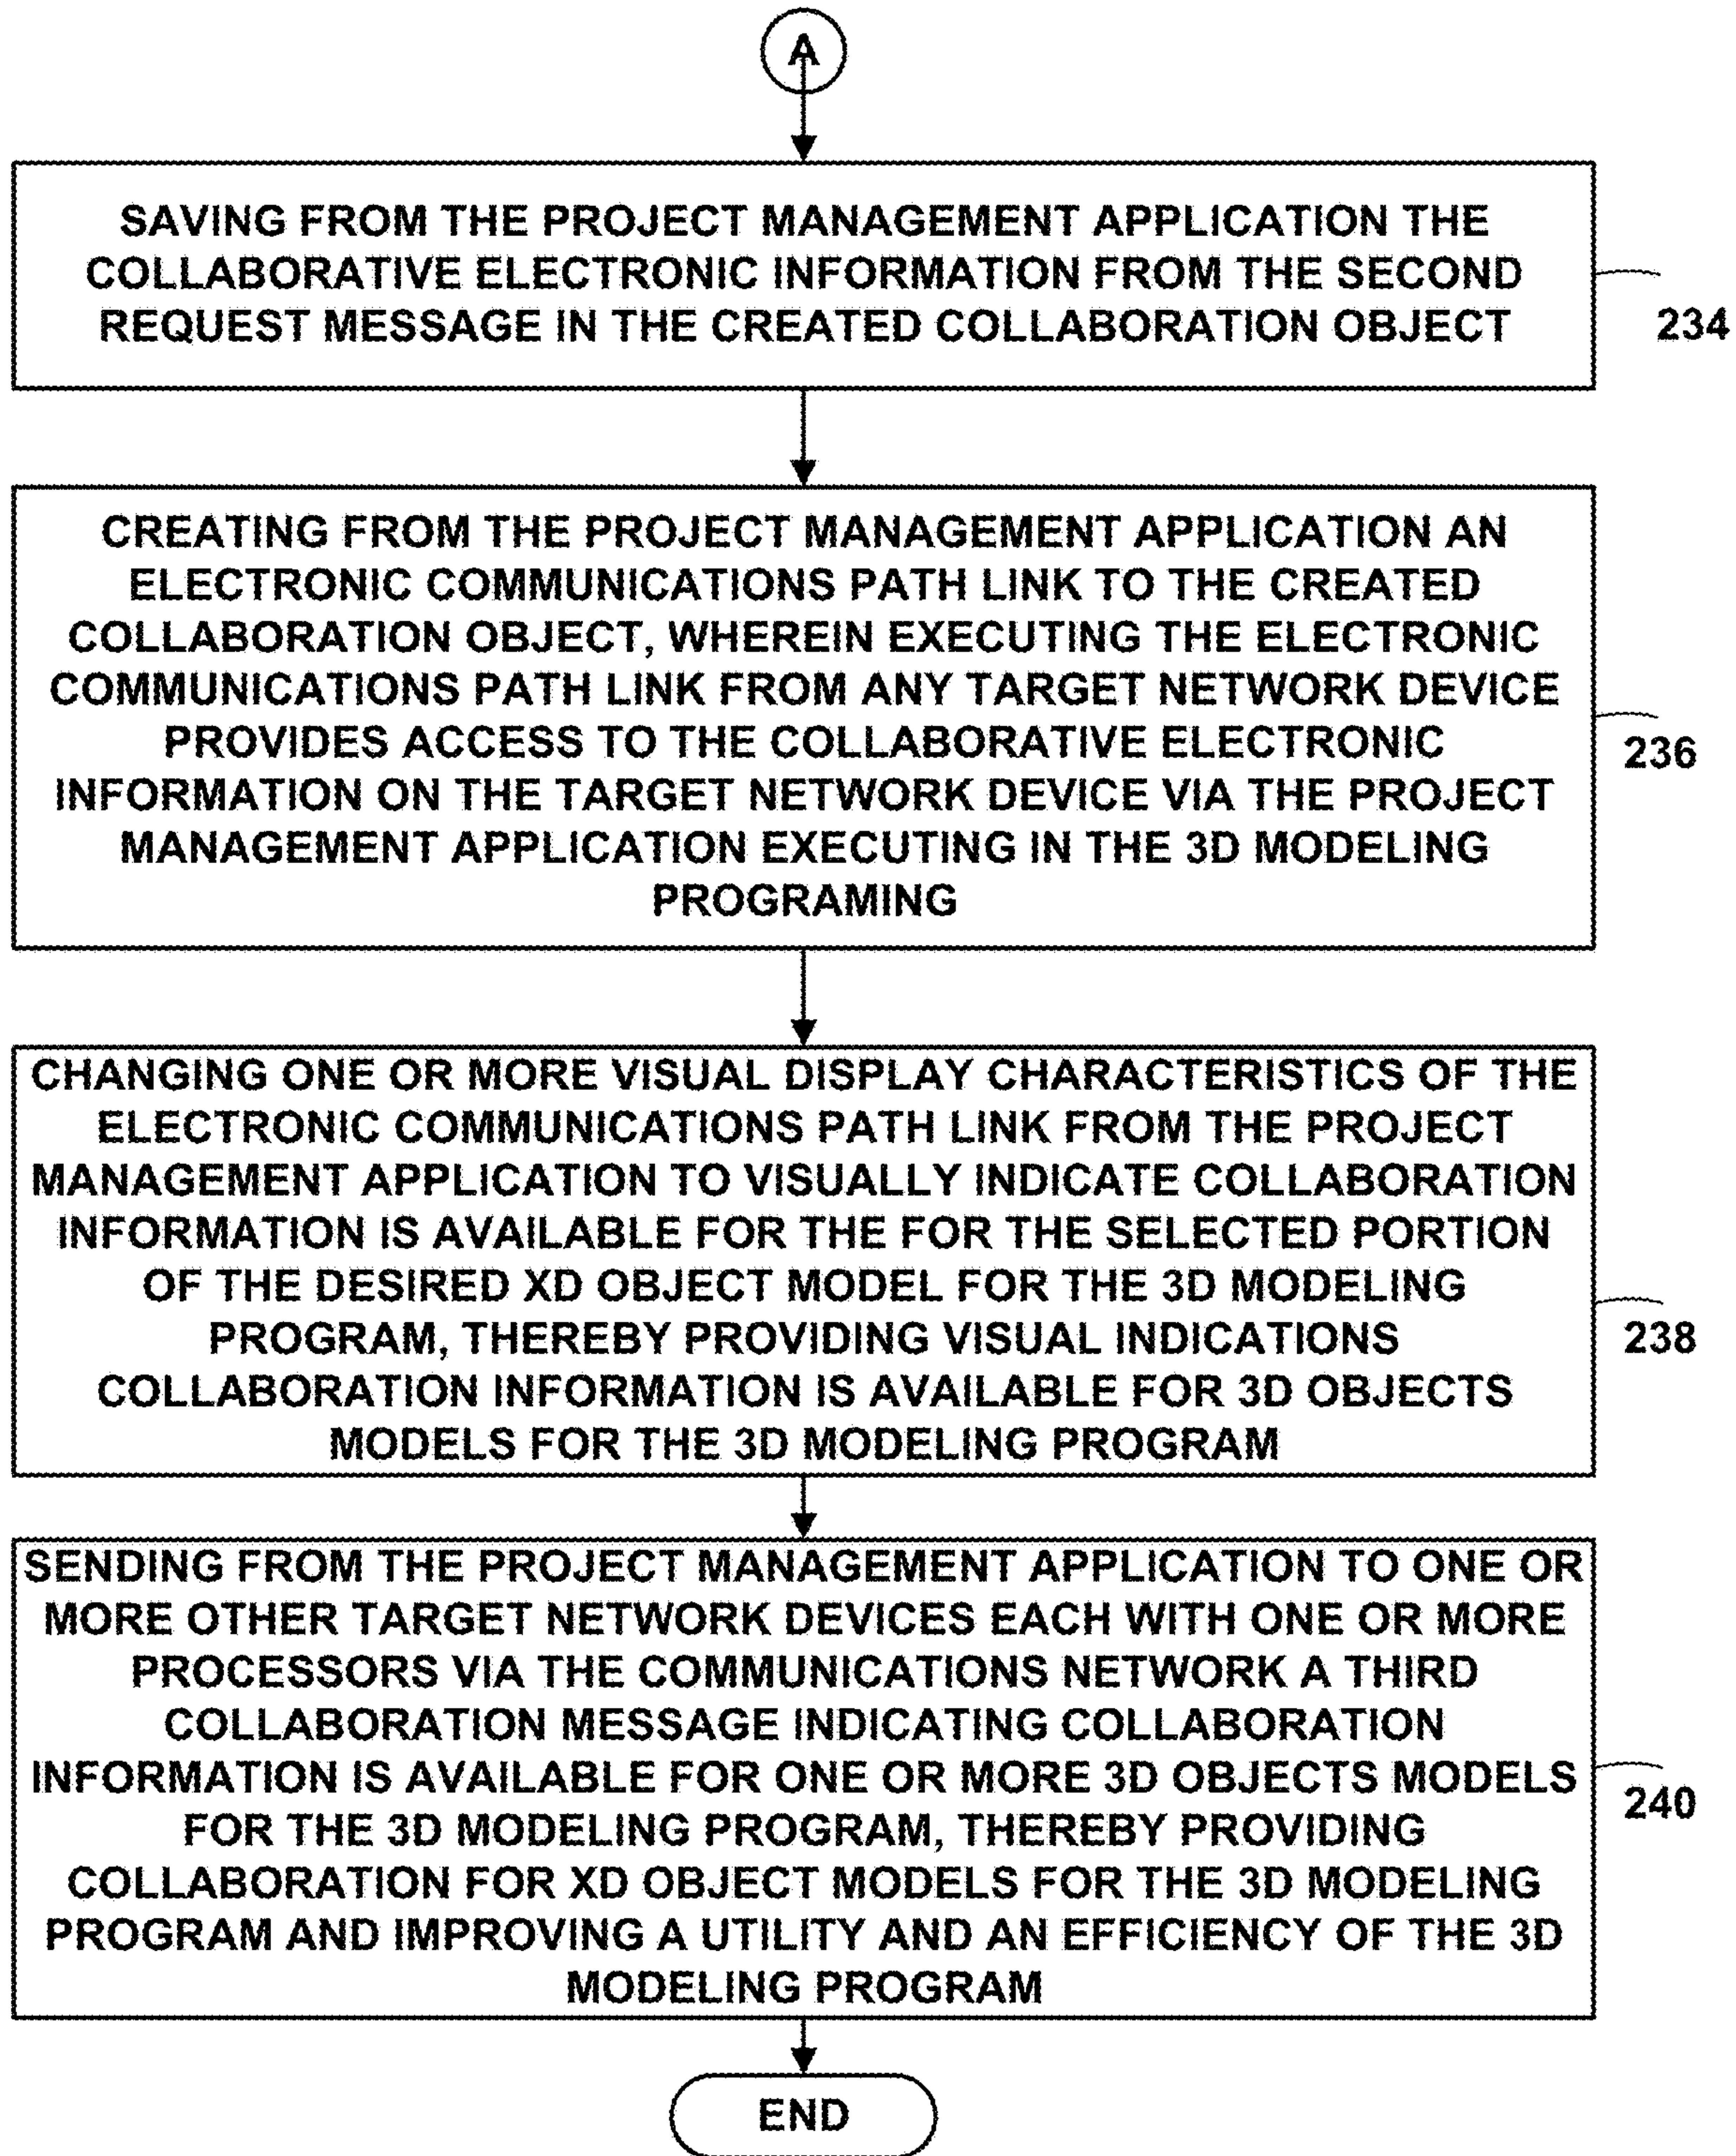 A
SAVING FROM THE PROJECT MANAGEMENT APPLICATION THE
COLLABORATIVE ELECTRONIC INFORMATION FROM THE SECOND
REQUEST MESSAGE IN THE CREATED COLLABORATION OBJECT
234
CREATING FROM THE PROJECT MANAGEMENT APPLICATION AN
ELECTRONIC COMMUNICATIONS PATH LINK TO THE CREATED
COLLABORATION OBJECT, WHEREIN EXECUTING THE ELECTRONIC
COMMUNICATIONS PATH LINK FROM ANY TARGET NETWORK DEVICE
PROVIDES ACCESS TO THE COLLABORATIVE ELECTRONIC
INFORMATION ON THE TARGET NETWORK DEVICE VIA THE PROJECT
MANAGEMENT APPLICATION EXECUTING IN THE 3D MODELING
PROGRAMING
236
CHANGING ONE OR MORE VISUAL DISPLAY CHARACTERISTICS OF THE
ELECTRONIC COMMUNICATIONS PATH LINK FROM THE PROJECT
MANAGEMENT APPLICATION TO VISUALLY INDICATE COLLABORATION
INFORMATION IS AVAILABLE FOR THE FOR THE SELECTED PORTION
OF THE DESIRED XD OBJECT MODEL FOR THE 3D MODELING
PROGRAM, THEREBY PROVIDING VISUAL INDICATIONS
COLLABORATION INFORMATION IS AVAILABLE FOR 3D OBJECTS
MODELS FOR THE 3D MODELING PROGRAM
238
SENDING FROM THE PROJECT MANAGEMENT APPLICATION TO ONE OR
MORE OTHER TARGET NETWORK DEVICES EACH WITH ONE OR MORE
PROCESSORS VIA THE COMMUNICATIONS NETWORK A THIRD
COLLABORATION MESSAGE INDICATING COLLABORATION
INFORMATION IS AVAILABLE FOR ONE OR MORE 3D OBJECTS MODELS
FOR THE 3D MODELING PROGRAM, THEREBY PROVIDING
COLLABORATION FOR XD OBJECT MODELS FOR THE 3D MODELING
PROGRAM AND IMPROVING A UTILITY AND AN EFFICIENCY OF THE 3D
MODELING PROGRAM
240
END